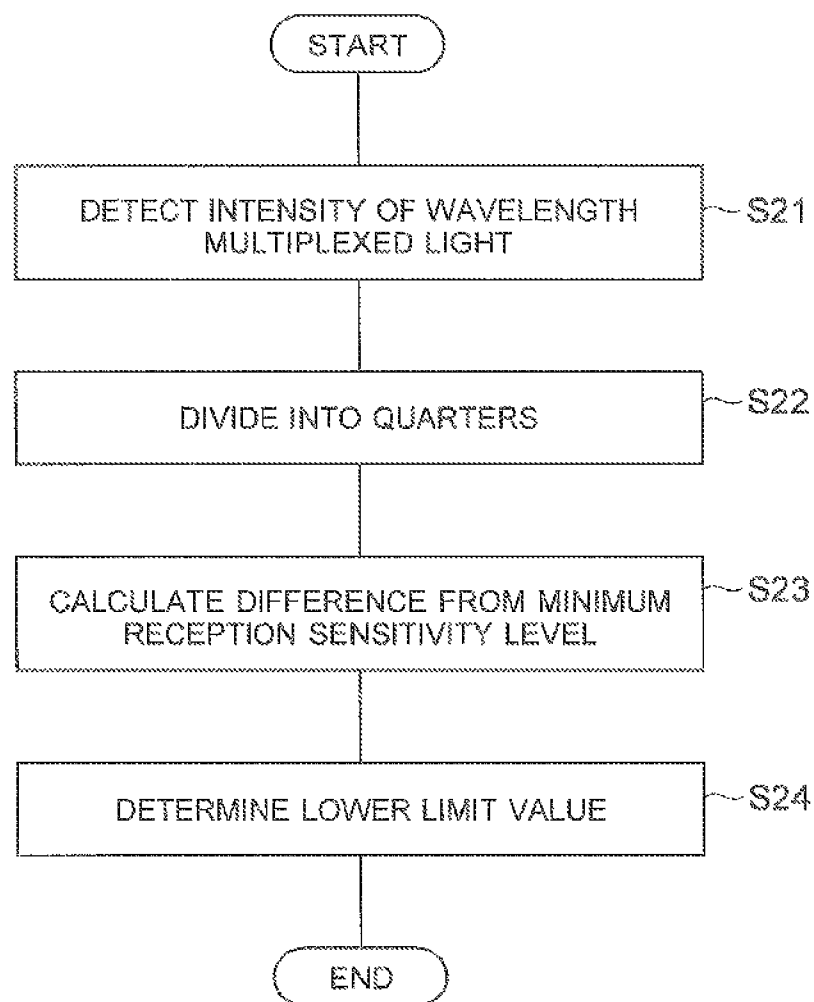 START
DETECT INTENSITY OF WAVELENGTH
MULTIPLEXED LIGHT
S21
DIVIDE INTO QUARTERS
S22
CALCULATE DIFFERENCE FROM MINIMUM
RECEPTION SENSITIVITY LEVEL
S23
DETERMINE LOWER LIMIT VALUE
S24
END